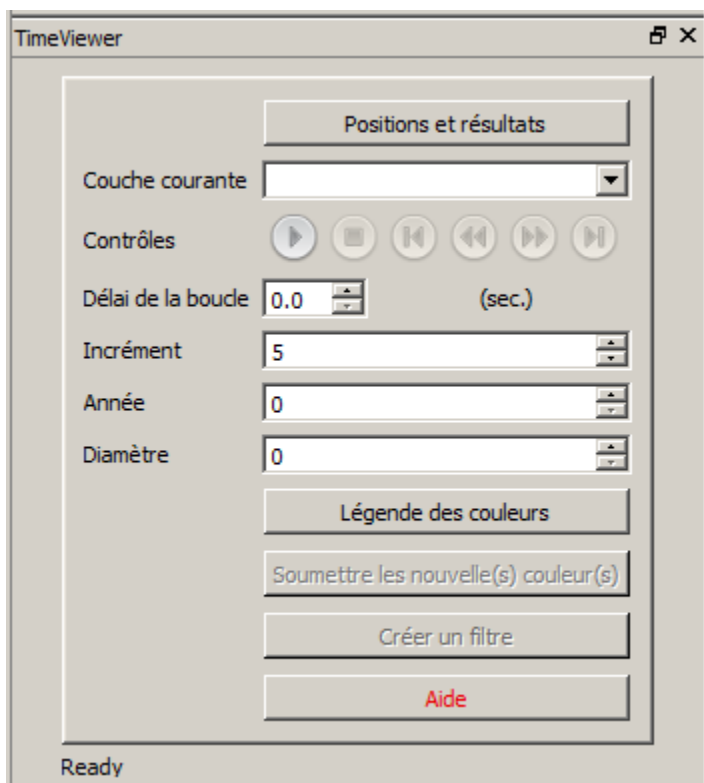 TimeViewer
Positions et résultats
Couche courante
Contrôles
Délai de la boucle 0.0 (sec.)
Incrément 5
Année 0
Diamètre 0
Légende des couleurs
Soumettre les nouvelle(s) couleur(s)
Créer un filtre
Aide
Ready